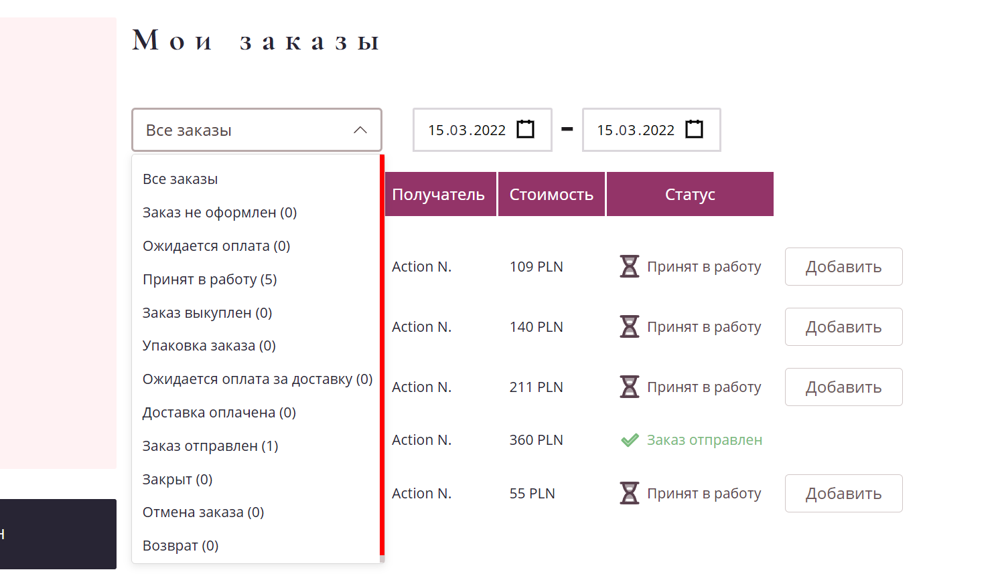 Мои заказы
Все заказы
15.03.2022 - 15.03.2022
Все заказы
Заказ не оформлен (0)
Ожидается оплата (0)
Принят в работу (5)
Заказ выкуплен (0)
Упаковка заказа (0)
Ожидается оплата за доставку (0)
Доставка оплачена (0)
Заказ отправлен (1)
Закрыт (0)
Отмена заказа (0)
Возврат (0)
Получатель Стоимость Статус
Action N. 109 PLN Принят в работу Добавить
Action N. 140 PLN Принят в работу Добавить
Action N. 211 PLN Принят в работу Добавить
Action N. 360 PLN Заказ отправлен
Action N. 55 PLN Принят в работу Добавить